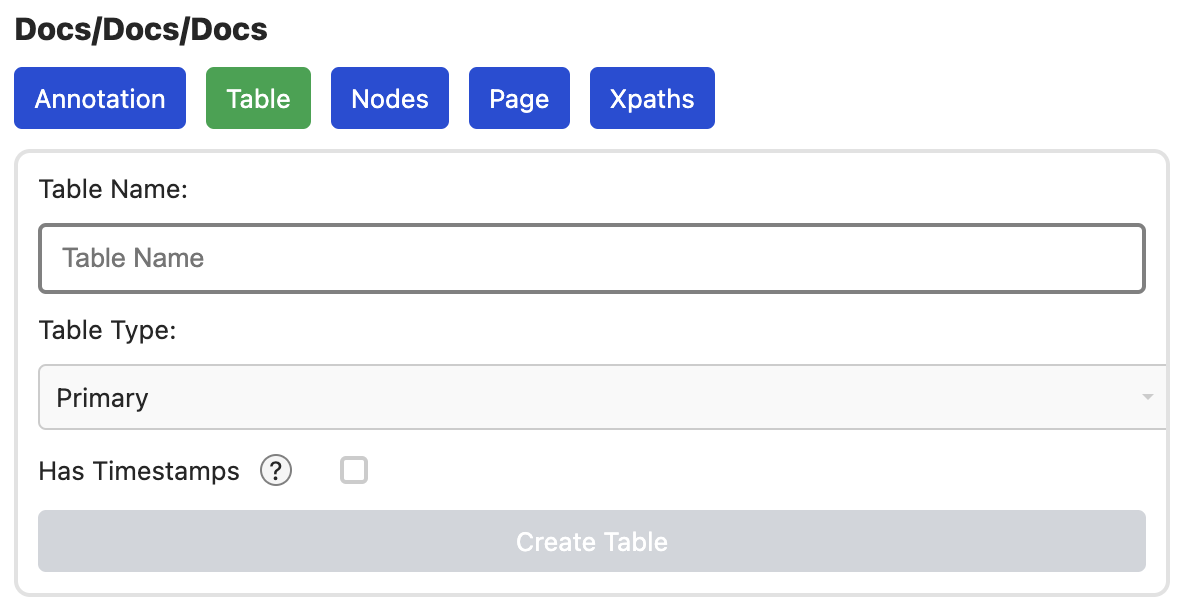 Docs/Docs/Docs
Annotation Table Nodes Page Xpaths
Table Name:
Table Name
Table Type:
Primary
Has Timestamps ?
Create Table